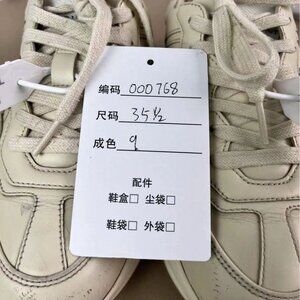 编码 000768
尺码 35½
成色 9
配件
鞋盒□ 尘袋□
鞋袋□ 外袋□